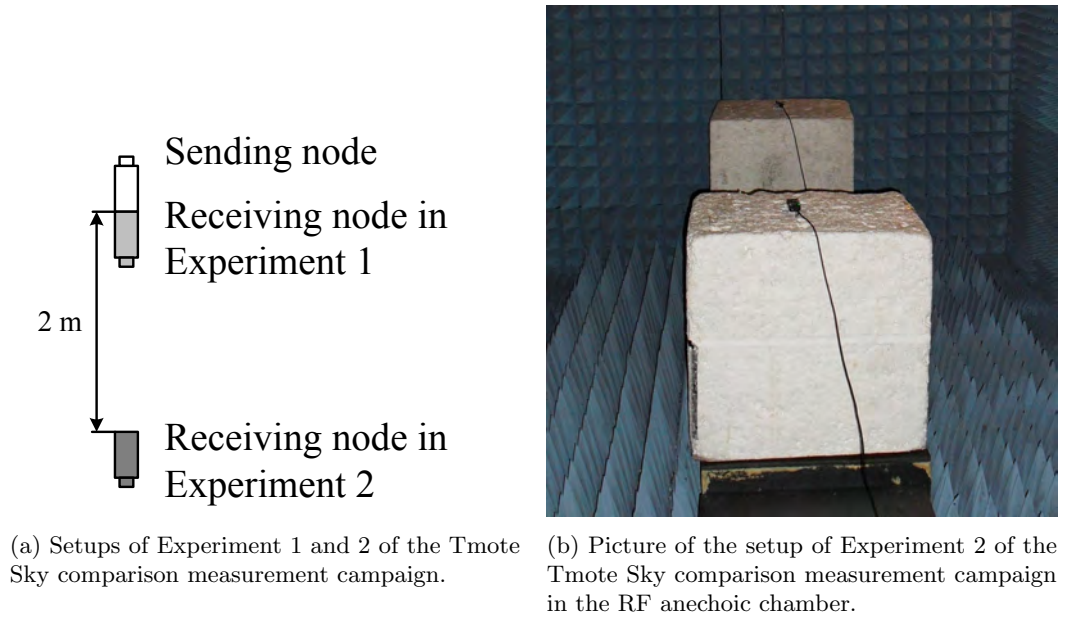 Sending node
Receiving node in
Experiment 1
2 m
Receiving node in
Experiment 2
(a) Setups of Experiment 1 and 2 of the Tmote
Sky comparison measurement campaign.
(b) Picture of the setup of Experiment 2 of the
Tmote Sky comparison measurement campaign
in the RF anechoic chamber.